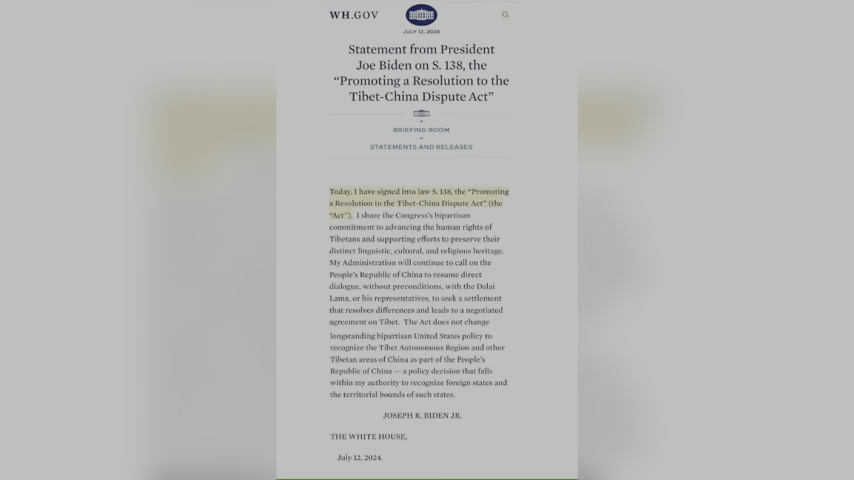 WH.GOV
JULY 12, 2024
Statement from President
Joe Biden on S. 138, the
“Promoting a Resolution to the
Tibet-China Dispute Act”
BRIEFING ROOM
STATEMENTS AND RELEASES
Today, I have signed into law S. 138, the “Promoting
a Resolution to the Tibet-China Dispute Act” (the
“Act”).  I share the Congress’s bipartisan
commitment to advancing the human rights of
Tibetans and supporting efforts to preserve their
distinct linguistic, cultural, and religious heritage.
My Administration will continue to call on the
People’s Republic of China to resume direct
dialogue, without preconditions, with the Dalai
Lama, or his representatives, to seek a settlement
that resolves differences and leads to a negotiated
agreement on Tibet.  The Act does not change
longstanding bipartisan United States policy to
recognize the Tibet Autonomous Region and other
Tibetan areas of China as part of the People’s
Republic of China — a policy decision that falls
within my authority to recognize foreign states and
the territorial bounds of such states.
JOSEPH R. BIDEN JR.
THE WHITE HOUSE,
July 12, 2024.